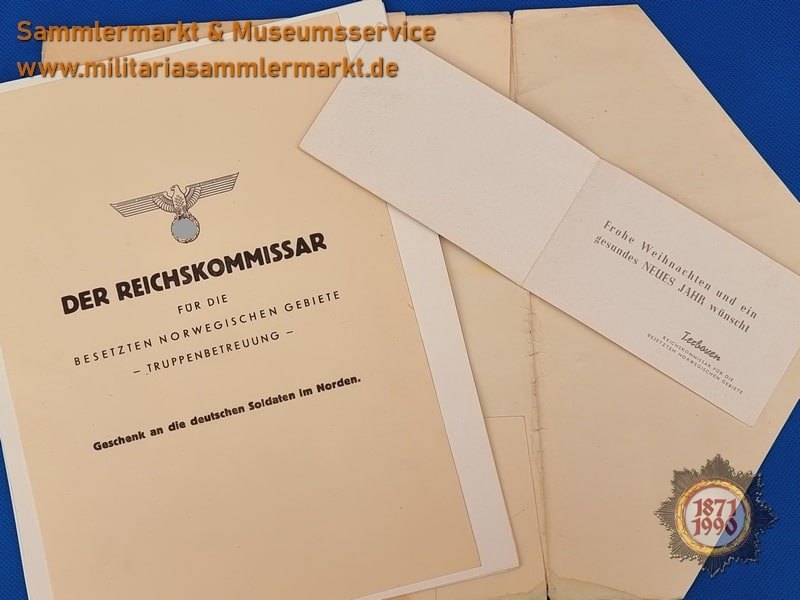 Sammlermarkt & Museumsservice
www.militariasammlermarkt.de
DER REICHSKOMMISSAR
FÜR DIE
BESETZTEN NORWEGISCHEN GEBIETE
– TRUPPENBETREUUNG –
Geschenk an die deutschen Soldaten im Norden.
Frohe Weihnachten und ein
gesundes NEUES JAHR wünscht
Terboven
REICHSKOMMISSAR FÜR DIE
BESETZTEN NORWEGISCHEN GEBIETE
1871
1990